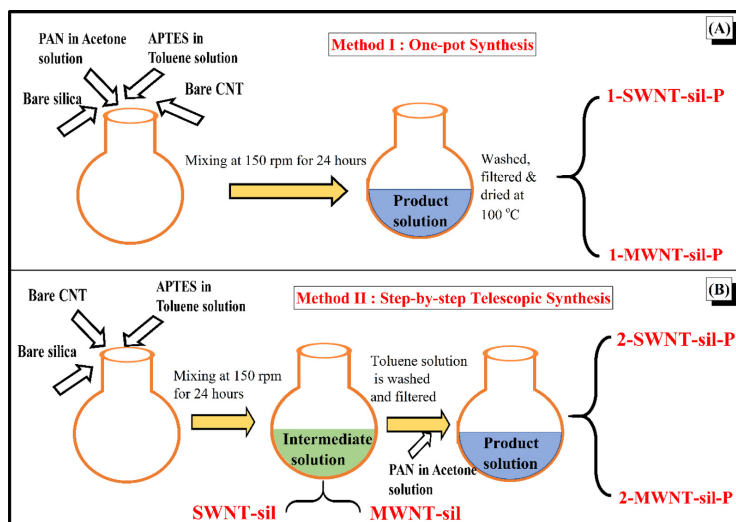 (A)
Method I : One-pot Synthesis
PAN in Acetone
solution
APTES in
Toluene solution
Bare silica
Bare CNT
Mixing at 150 rpm for 24 hours
Product
solution
Washed,
filtered &
dried at
100 °C
1-SWNT-sil-P
1-MWNT-sil-P
(B)
Method II : Step-by-step Telescopic Synthesis
Bare CNT
APTES in
Toluene solution
Bare silica
Mixing at 150 rpm
for 24 hours
Intermediate
solution
Toluene solution
is washed
and filtered
PAN in Acetone
solution
Product
solution
SWNT-sil
MWNT-sil
2-SWNT-sil-P
2-MWNT-sil-P